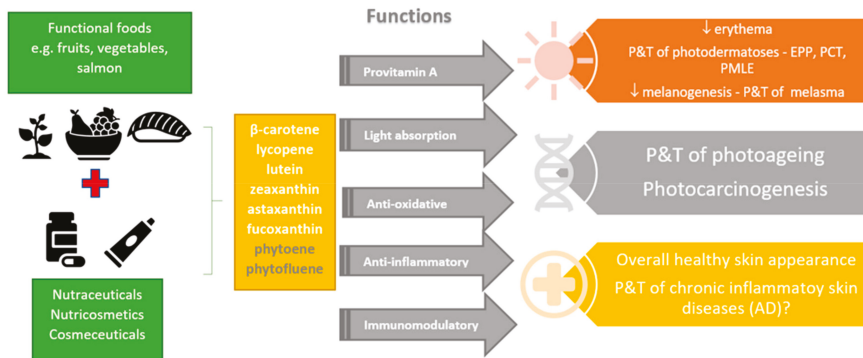 Functional foods
e.g. fruits, vegetables,
salmon
Nutraceuticals
Nutricosmetics
Cosmeceuticals
β-carotene
lycopene
lutein
zeaxanthin
astaxanthin
fucoxanthin
phytoene
phytofluene
Functions
Provitamin A
Light absorption
Anti-oxidative
Anti-inflammatory
Immunomodulatory
↓ erythema
P&T of photodermatoses - EPP, PCT,
PMLE
↓ melanogenesis - P&T of melasma
P&T of photoageing
Photocarcinogenesis
Overall healthy skin appearance
P&T of chronic inflammatoy skin
diseases (AD)?